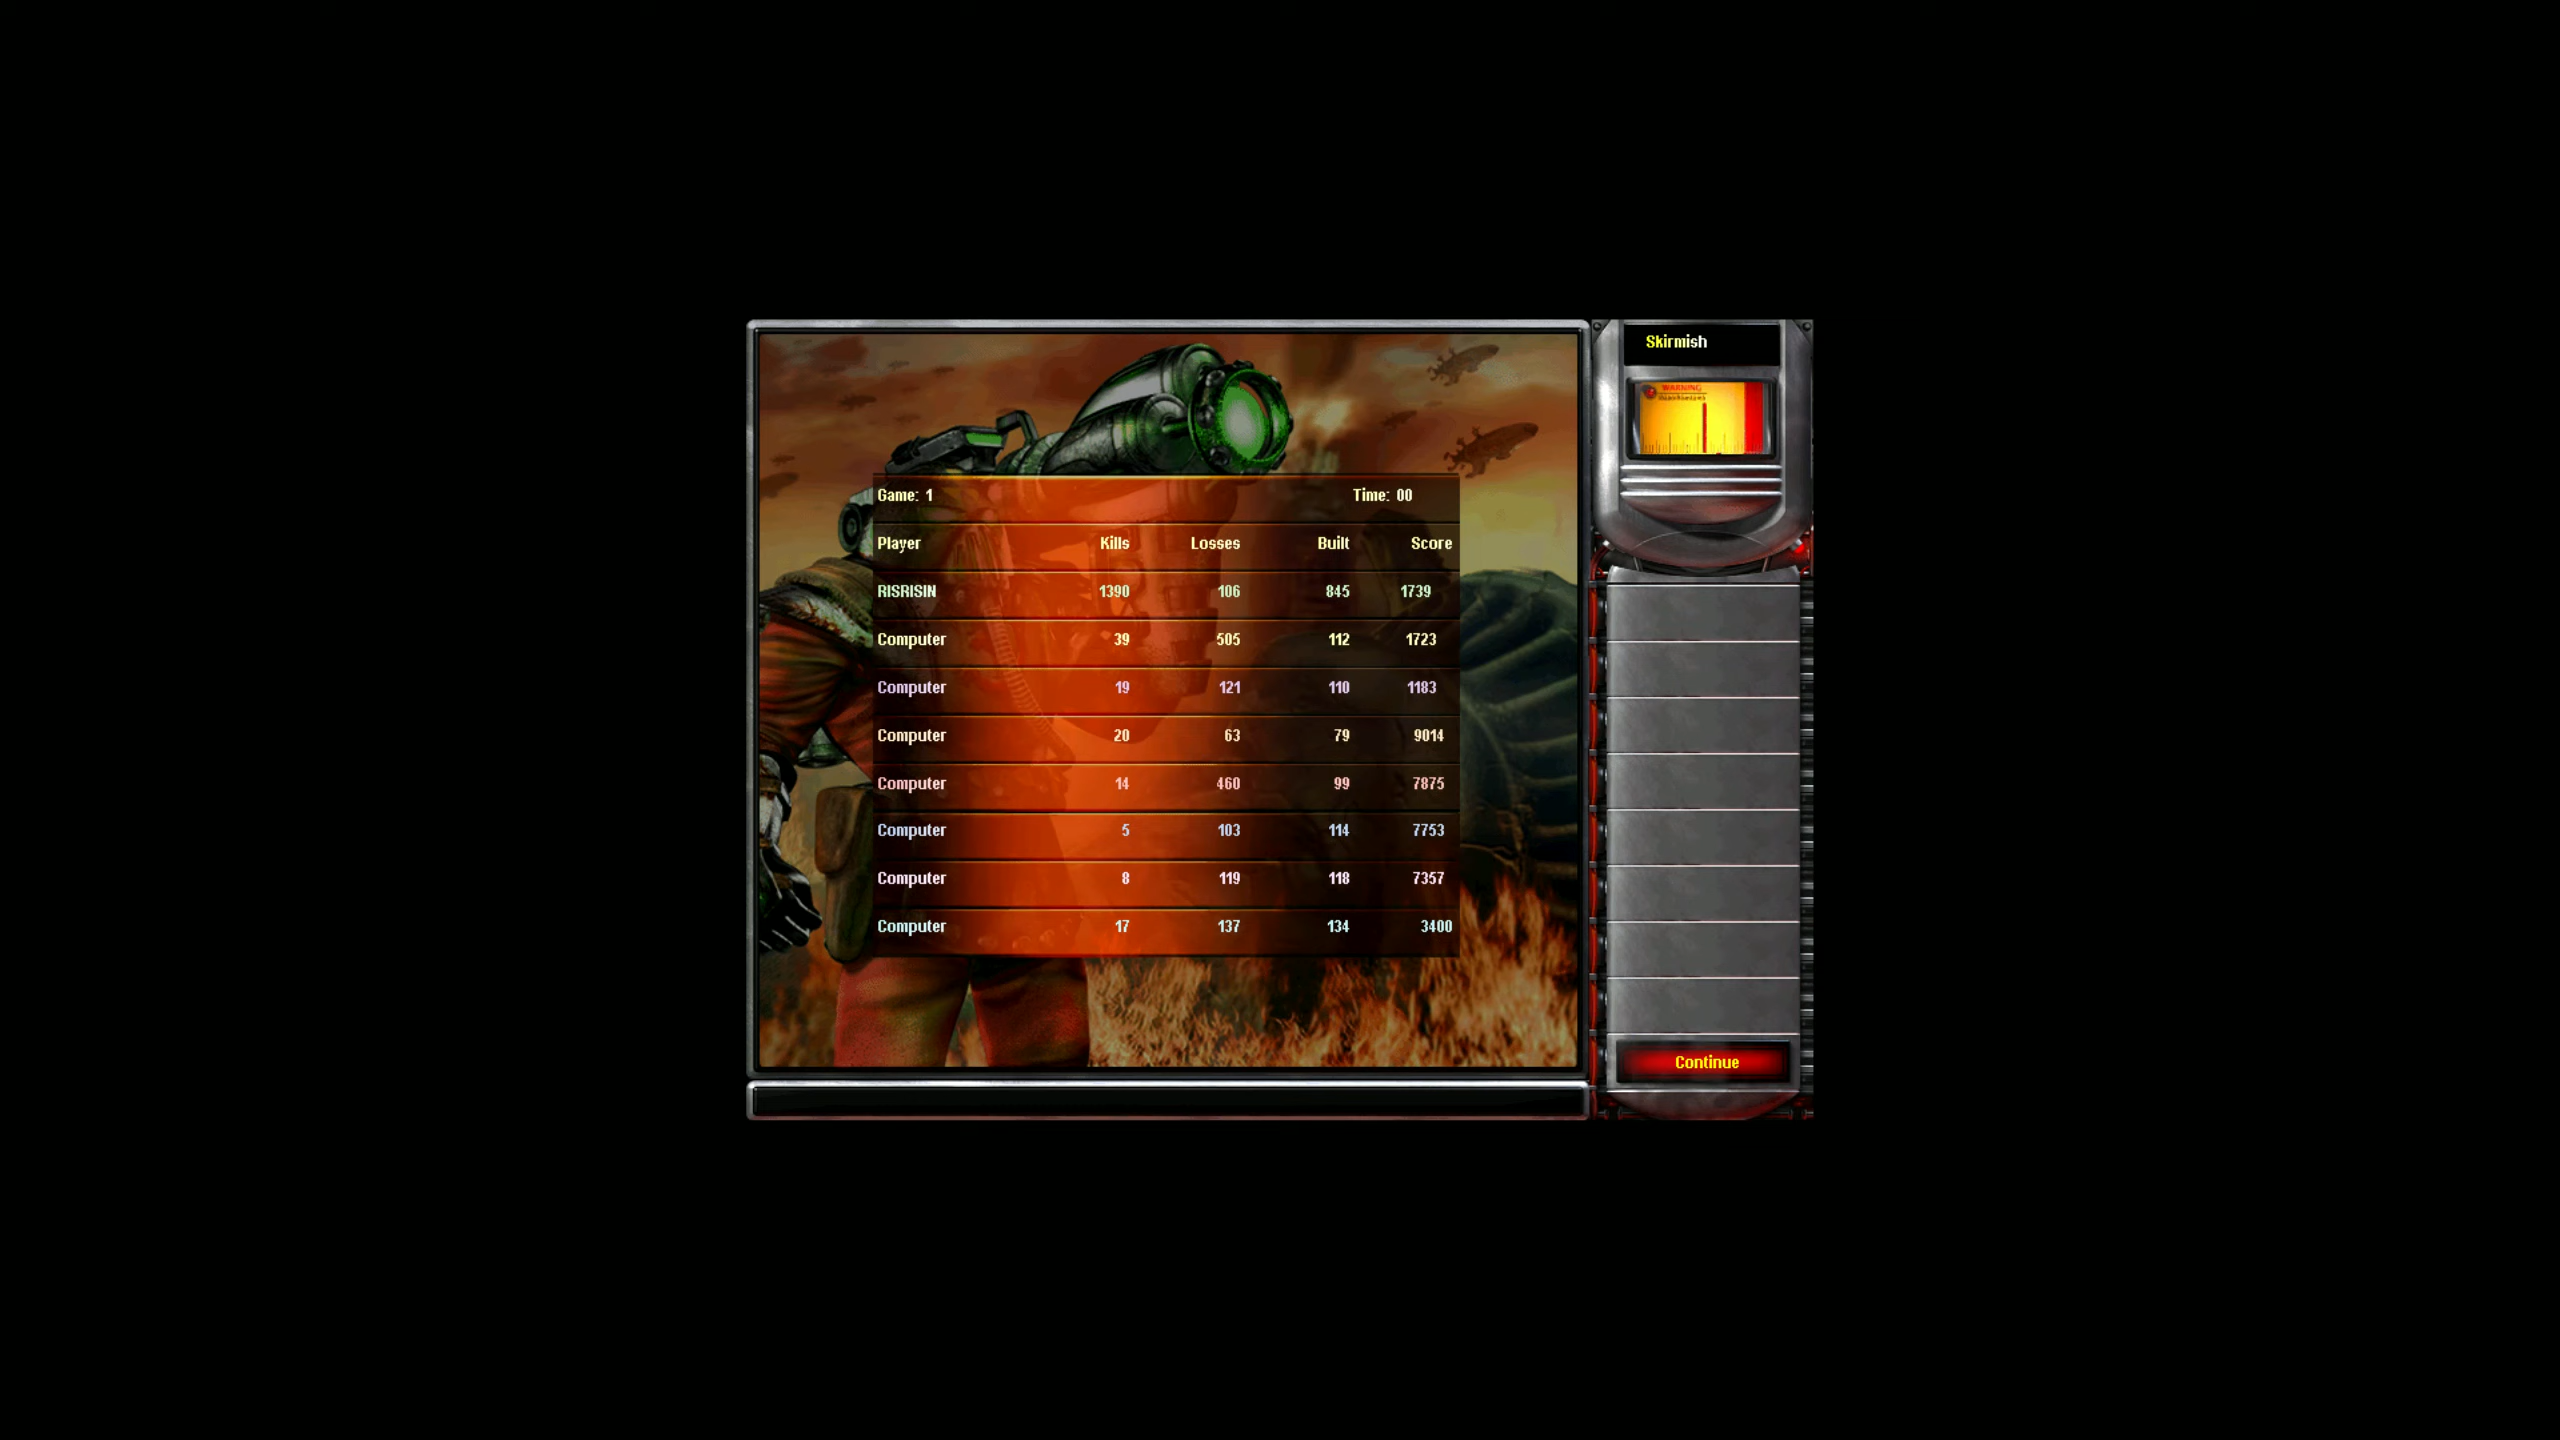 Skirmish
WARNING
Game: 1 Time: 00
Player Kills Losses Built Score
RISRISIN 1390 106 845 1739
Computer 39 505 112 1723
Computer 19 121 110 1183
Computer 20 63 79 9014
Computer 14 460 99 7875
Computer 5 103 114 7753
Computer 8 119 118 7357
Computer 17 137 134 3400
Continue